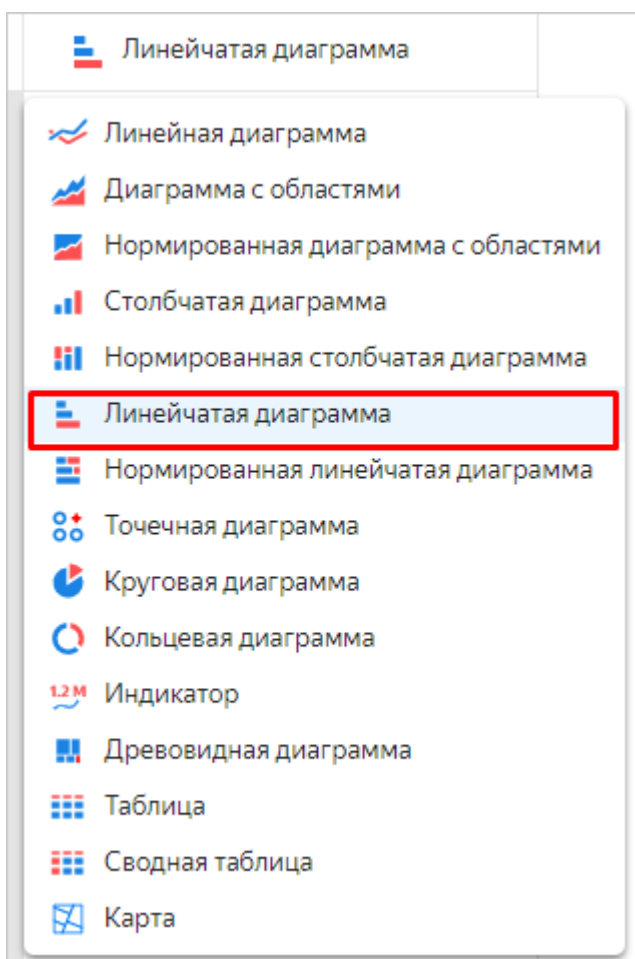 Линейчатая диаграмма
Линейная диаграмма
Диаграмма с областями
Нормированная диаграмма с областями
Столбчатая диаграмма
Нормированная столбчатая диаграмма
Линейчатая диаграмма
Нормированная линейчатая диаграмма
Точечная диаграмма
Круговая диаграмма
Кольцевая диаграмма
1.2 M Индикатор
Древовидная диаграмма
Таблица
Сводная таблица
Карта